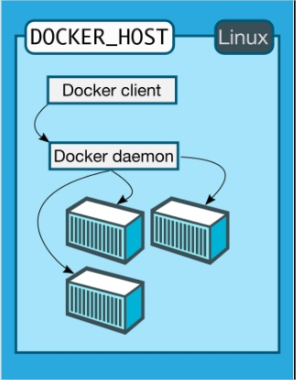 DOCKER_HOST
Linux
Docker client
Docker daemon